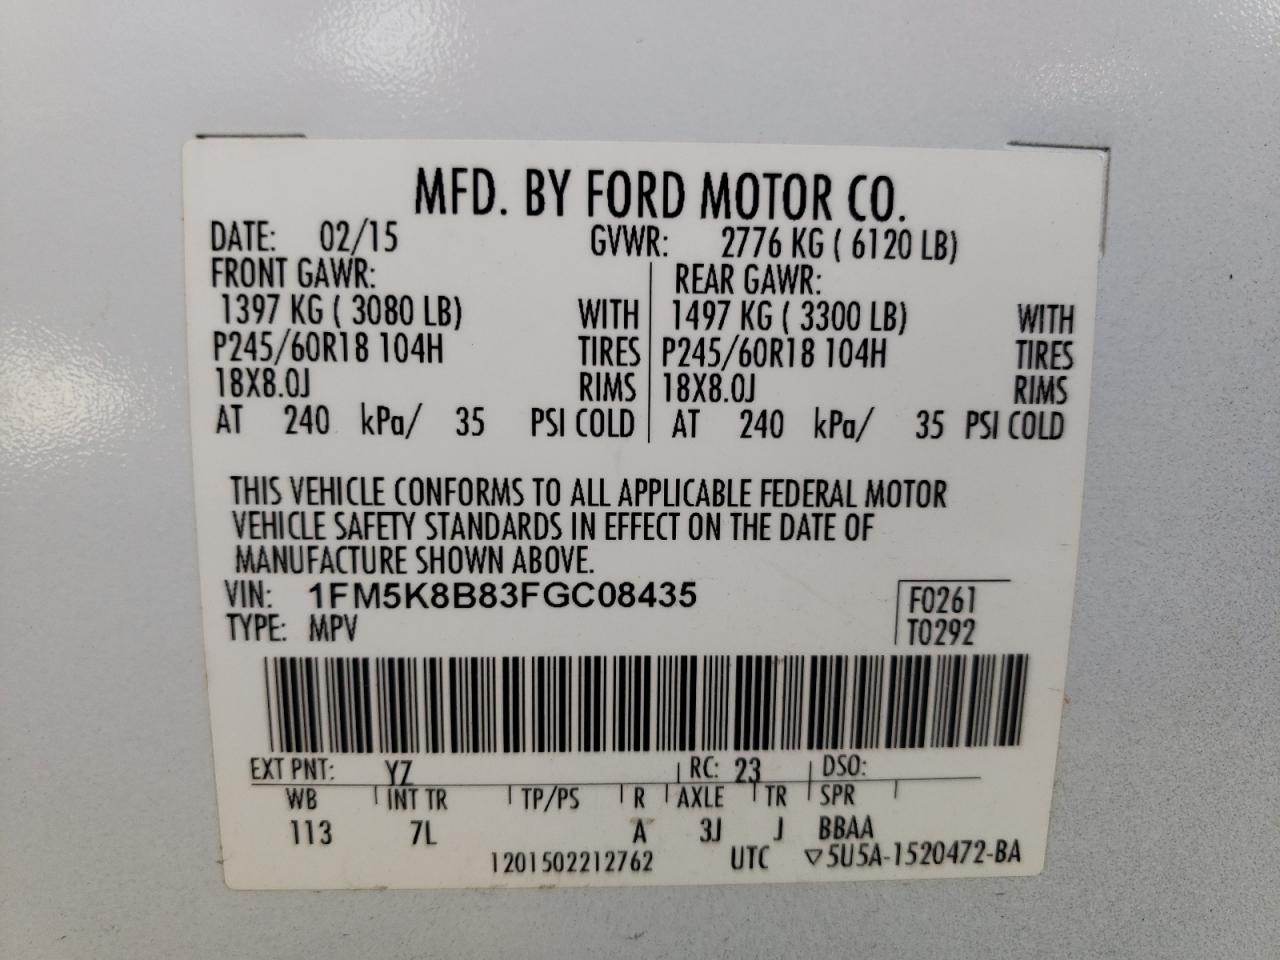 MFD. BY FORD MOTOR CO.
DATE: 02/15 GVWR: 2776 KG ( 6120 LB)
FRONT GAWR: REAR GAWR:
1397 KG ( 3080 LB) WITH 1497 KG ( 3300 LB) WITH
P245/60R18 104H TIRES P245/60R18 104H TIRES
18X8.0J RIMS 18X8.0J RIMS
AT 240 kPa/ 35 PSI COLD AT 240 kPa/ 35 PSI COLD
THIS VEHICLE CONFORMS TO ALL APPLICABLE FEDERAL MOTOR
VEHICLE SAFETY STANDARDS IN EFFECT ON THE DATE OF
MANUFACTURE SHOWN ABOVE.
VIN: 1FM5K8B83FGC08435 F0261
TYPE: MPV T0292
EXT PNT: YZ RC: 23 DSO:
WB INT TR TP/PS R AXLE TR SPR
113 7L A 3J J BBAA
1201502212762 UTC ▽5U5A-1520472-BA